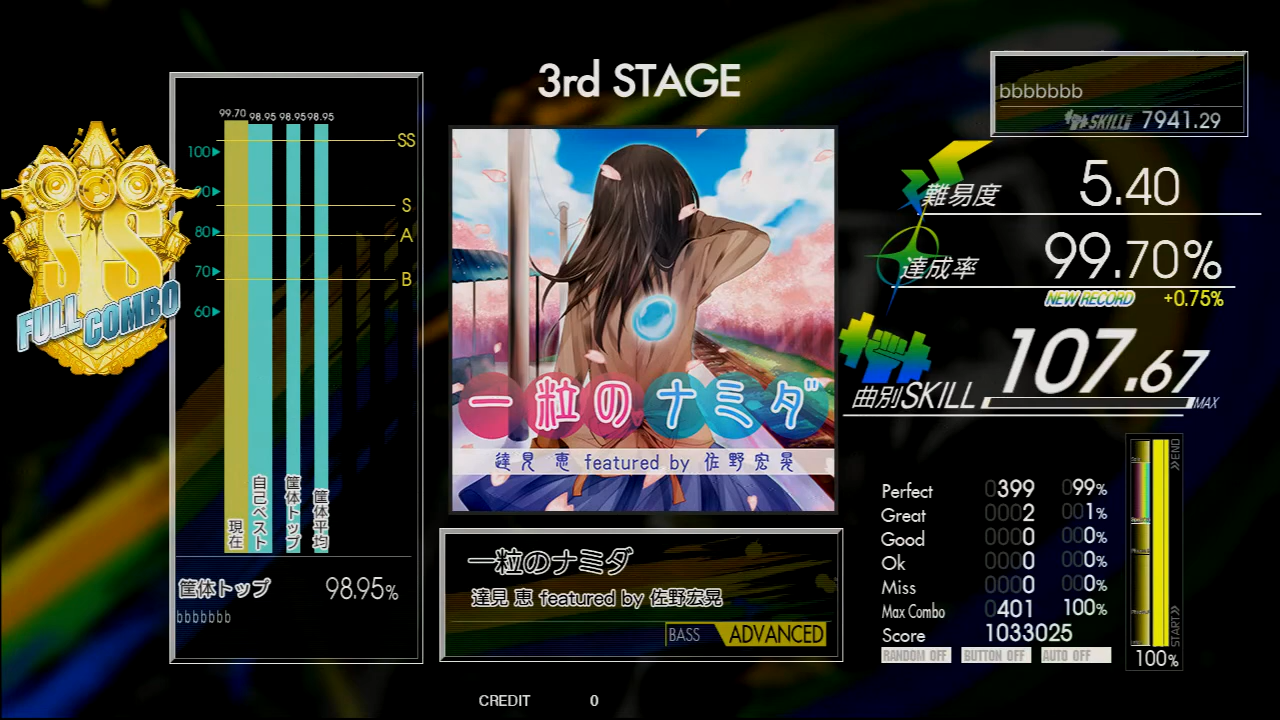 3rd STAGE
bbbbbbb
SKILL 7941.29
99.70 98.95 98.95 98.95
SS
100
90
S
80
A
70
B
60
SS
FULL COMBO
現在
自己ベスト
筐体トップ
筐体平均
筐体トップ 98.95%
bbbbbbb
一粒のナミダ
達見 恵 featured by 佐野宏晃
一粒のナミダ
達見 恵 featured by 佐野宏晃
BASS ADVANCED
難易度 5.40
達成率 99.70%
NEW RECORD +0.75%
曲別SKILL 107.67
MAX
Perfect 0399 099%
Great 0002 001%
Good 0000 000%
Ok 0000 000%
Miss 0000 000%
Max Combo 0401 100%
Score 1033025
RANDOM OFF BUTTON OFF AUTO OFF
END
START
100%
CREDIT 0